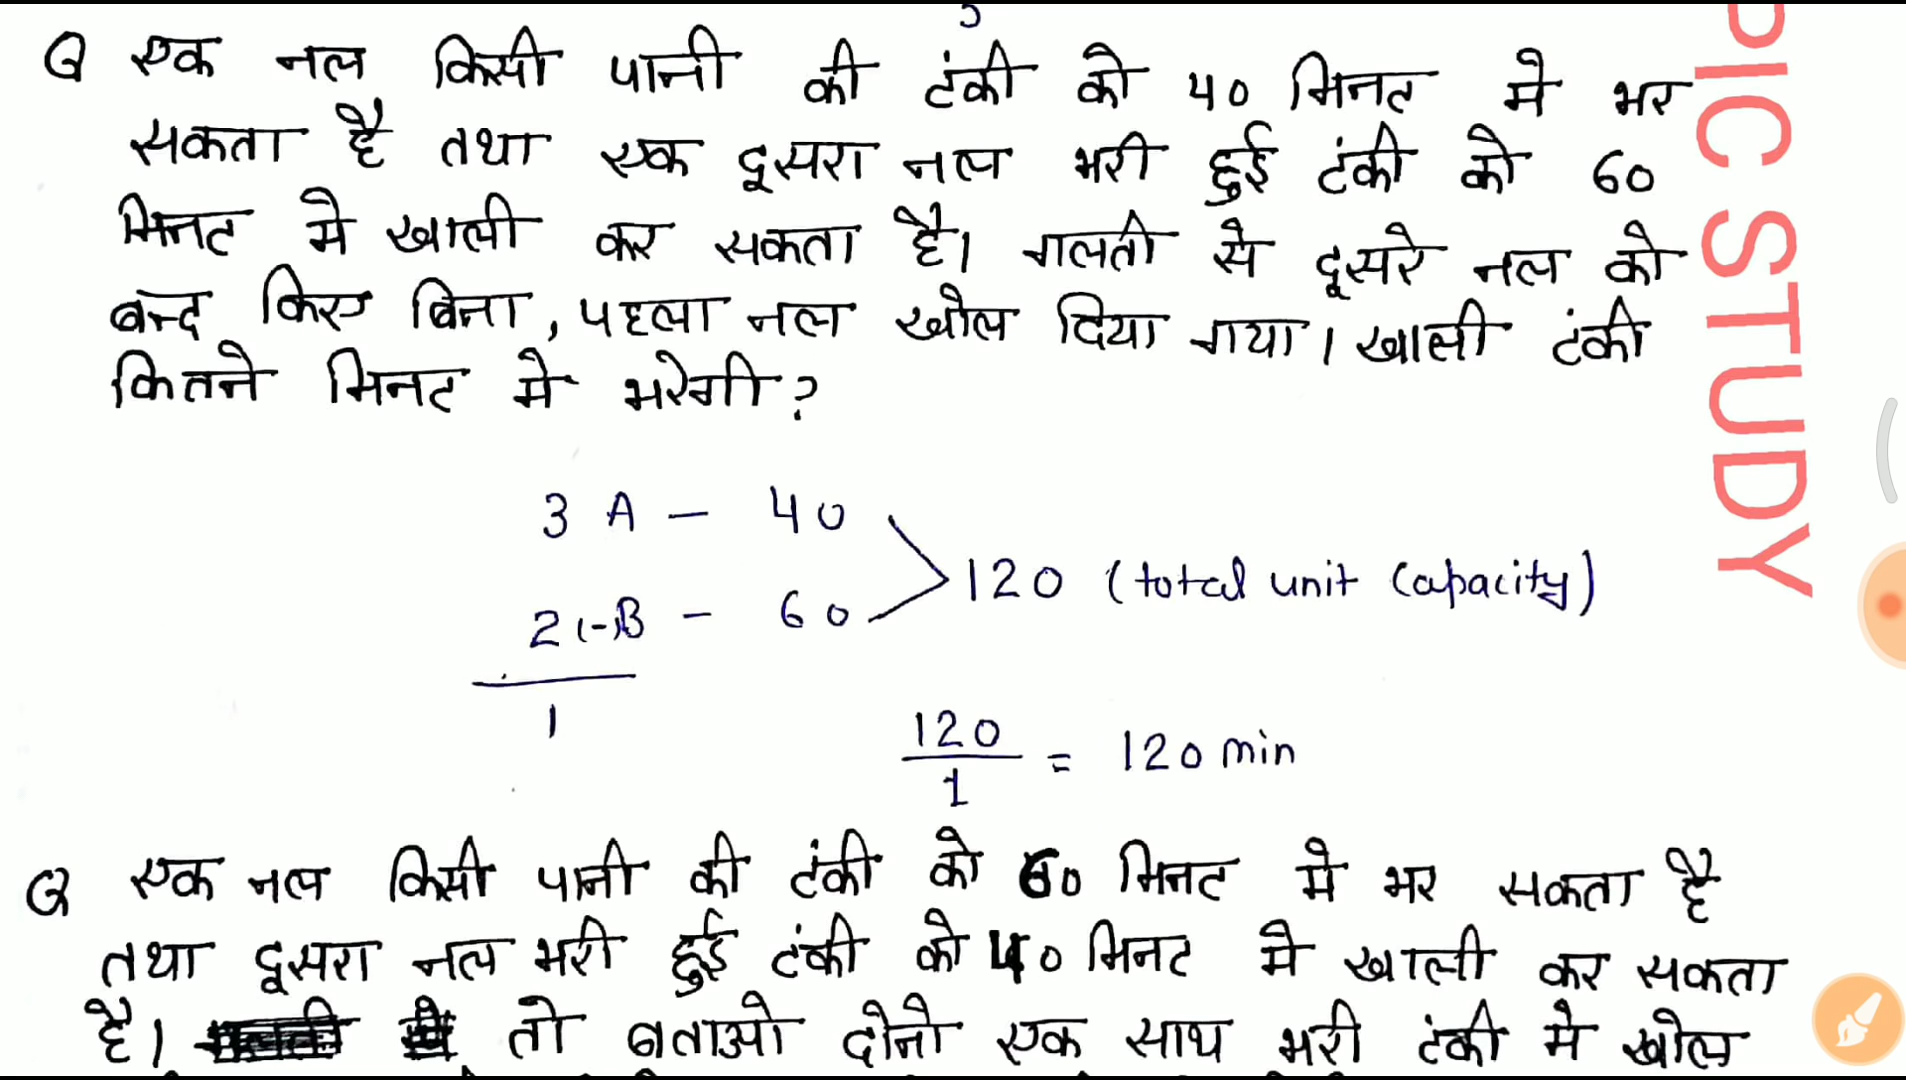 Q एक नल किसी पानी की टंकी को 40 मिनट मे भर
सकता है तथा एक दूसरा नल भरी हुई टंकी को 60
मिनट मे खाली कर सकता है। गलती से दूसरे नल को
बन्द किए बिना, पहला नल खोल दिया गया। खाली टंकी
कितने मिनट मे भरेगी?
3 A - 40
120 (total unit capacity)
2 (-)B - 60
1
120/1 = 120 min
Q एक नल किसी पानी की टंकी को 60 मिनट मे भर सकता है
तथा दूसरा नल भरी हुई टंकी को 40 मिनट मे खाली कर सकता
है। तो बताओ दोनो एक साथ भरी टंकी मे खोल
PIC STUDY